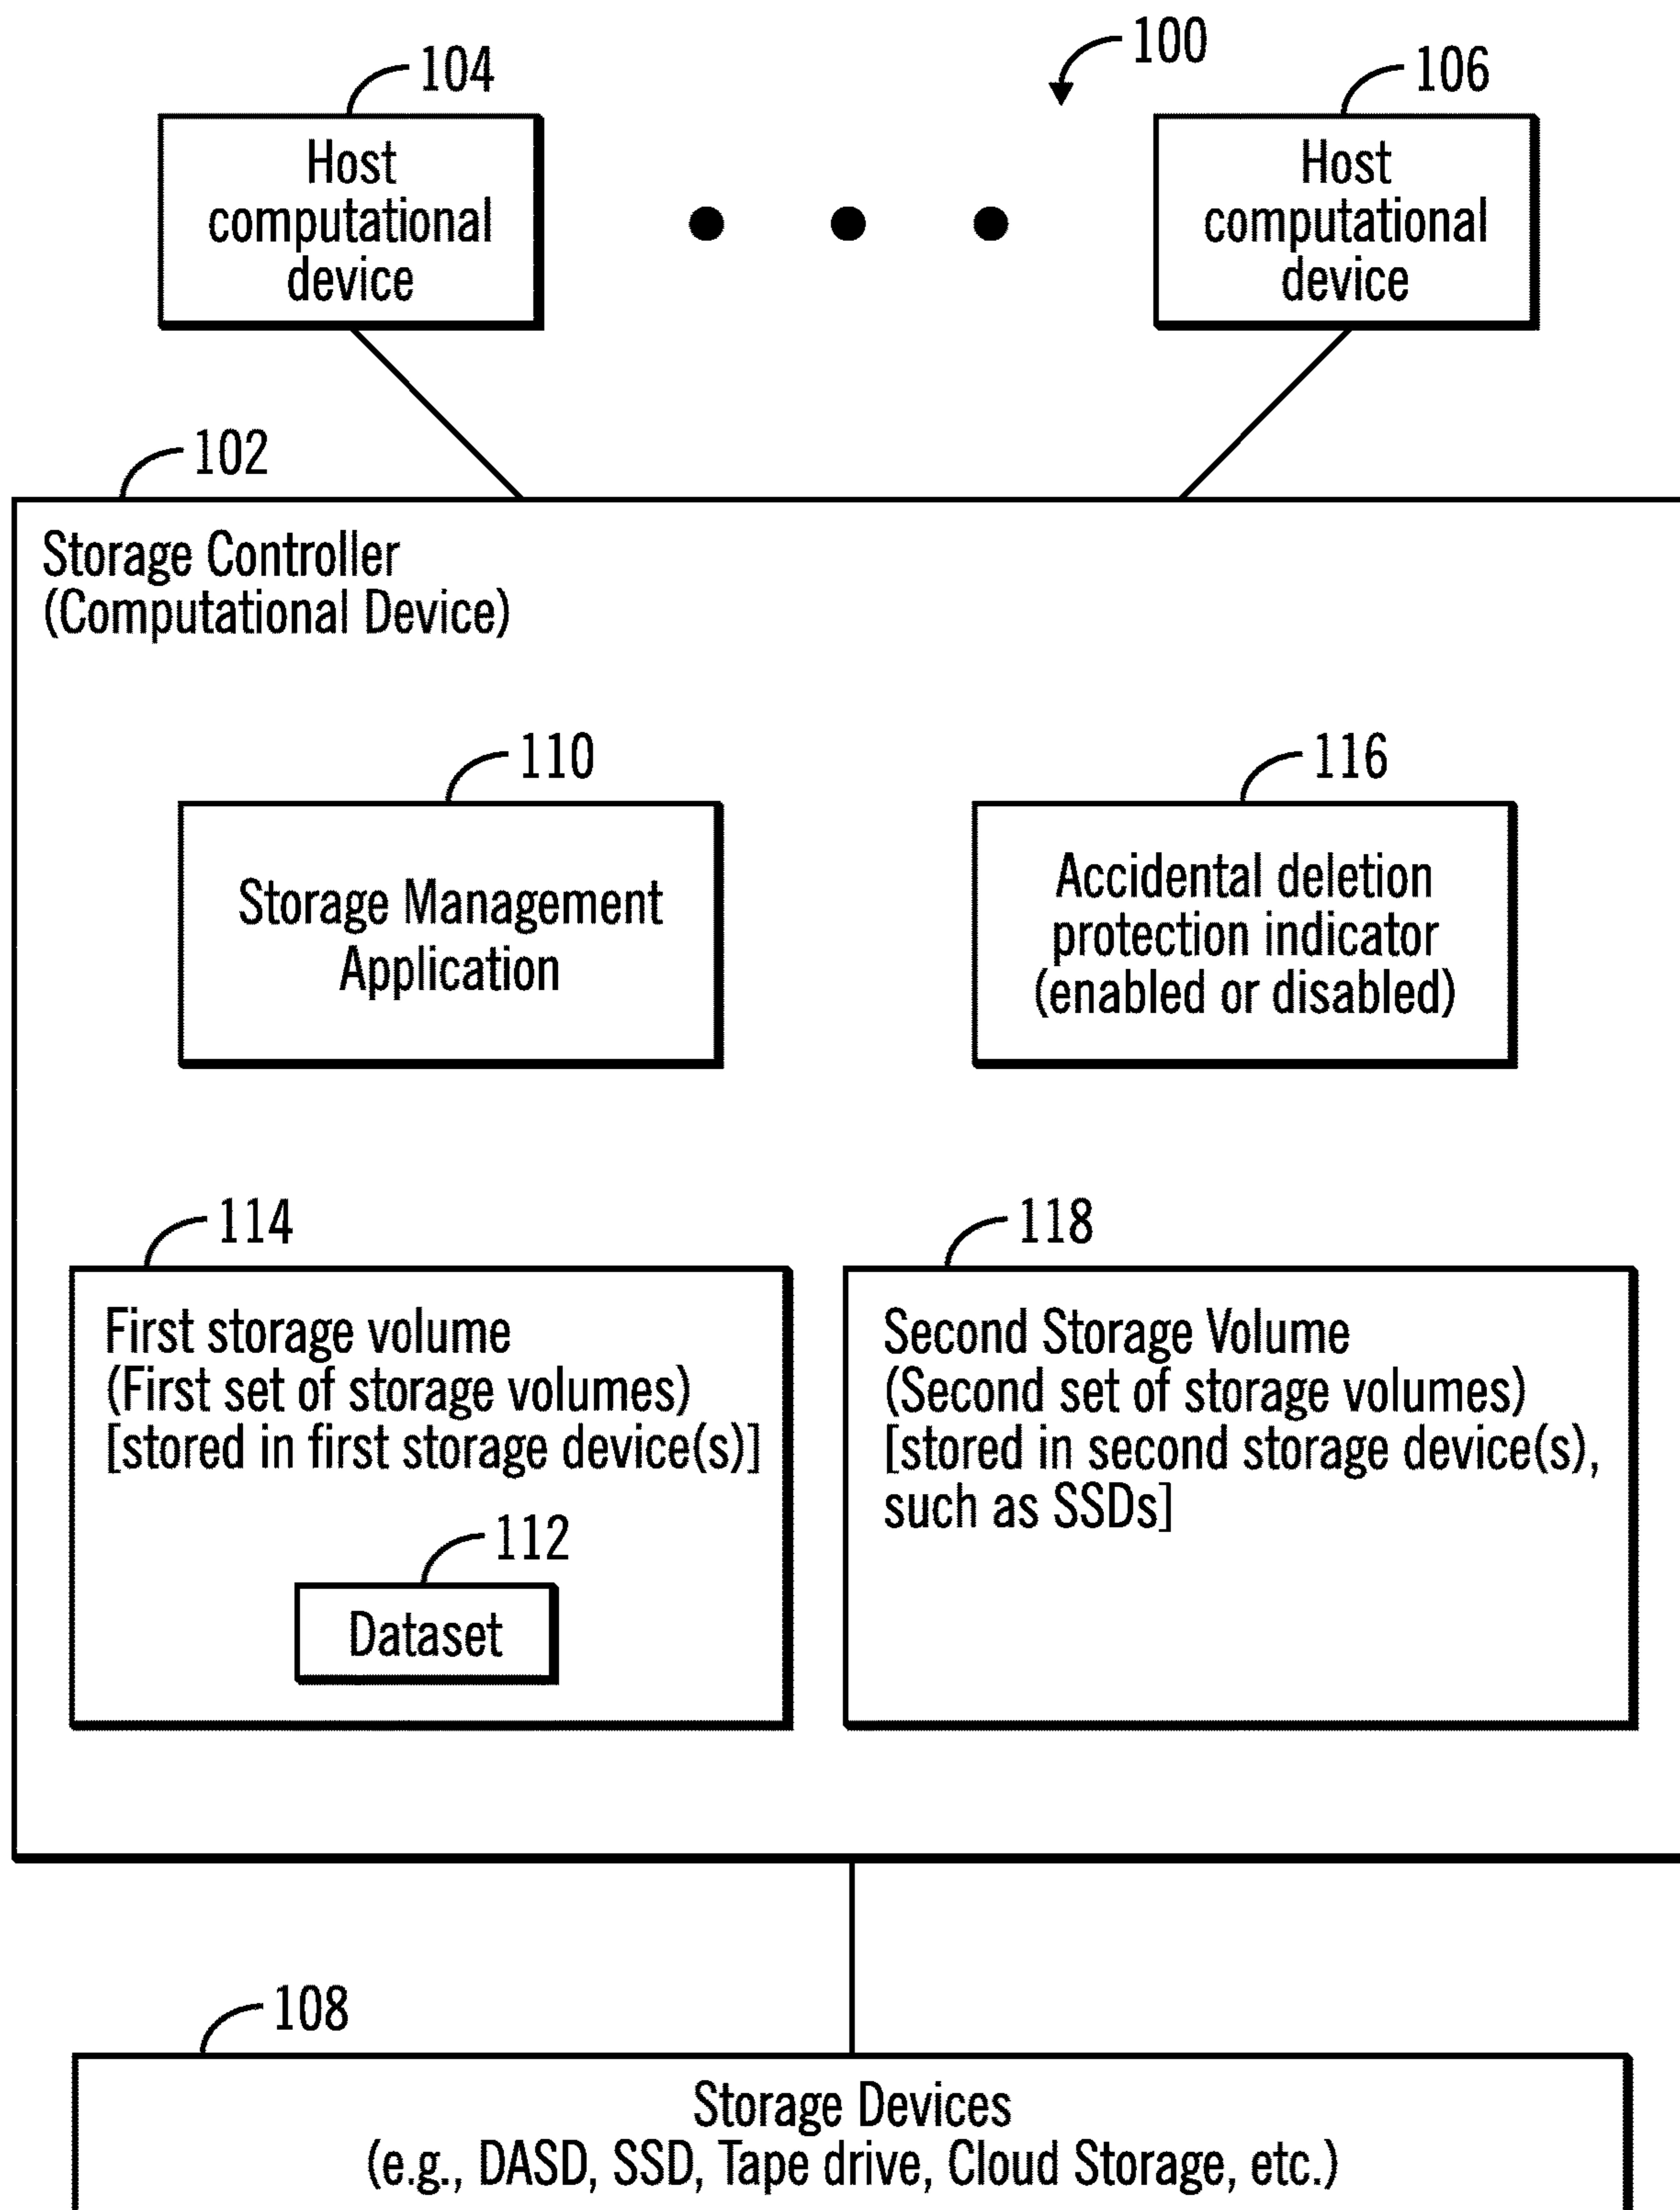 100
104
106
Host
computational
device
Host
computational
device
102
Storage Controller
(Computational Device)
110
116
Storage Management
Application
Accidental deletion
protection indicator
(enabled or disabled)
114
118
First storage volume
(First set of storage volumes)
[stored in first storage device(s)]
112
Dataset
Second Storage Volume
(Second set of storage volumes)
[stored in second storage device(s),
such as SSDs]
108
Storage Devices
(e.g., DASD, SSD, Tape drive, Cloud Storage, etc.)